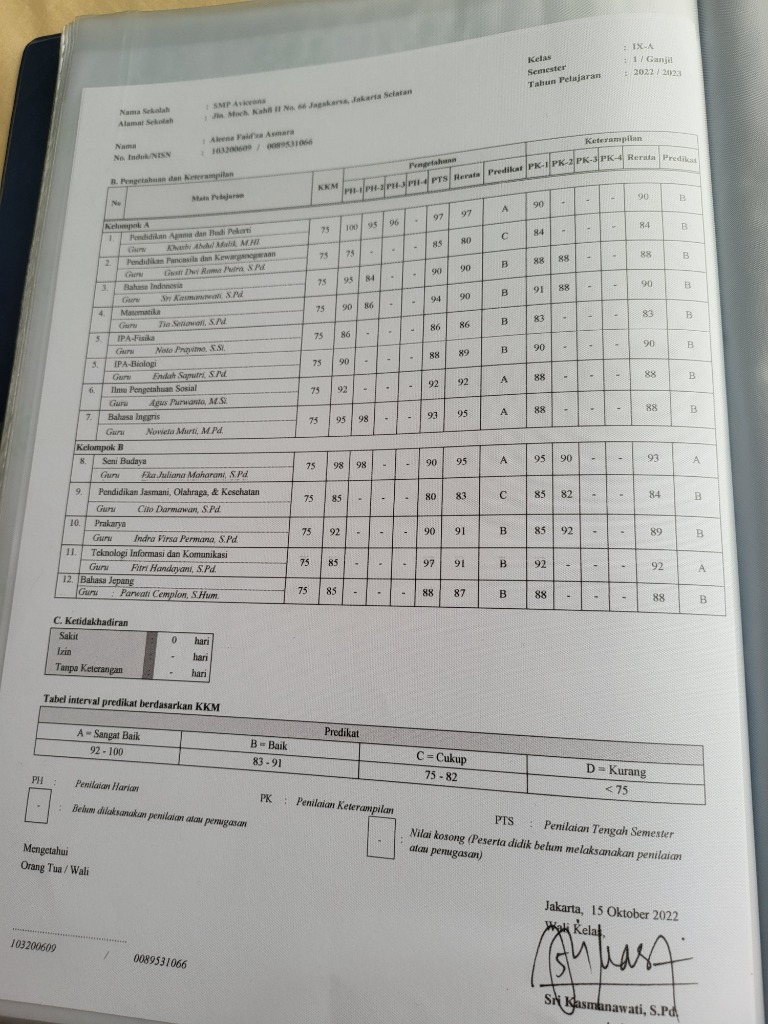 Kelas : IX-A
Semester : 1 / Ganjil
Tahun Pelajaran : 2022 / 2023
Nama Sekolah : SMP Avicenna
Alamat Sekolah : Jln. Moch. Kahfi II No. 66 Jagakarsa, Jakarta Selatan
Nama : Aleena Faid'za Asmara
No. Induk/NISN : 103200609 / 0089531066
B. Pengetahuan dan Keterampilan
No Mata Pelajaran KKM Pengetahuan Keterampilan
PH-1 PH-2 PH-3 PH-4 PTS Rerata Predikat PK-1 PK-2 PK-3 PK-4 Rerata Predikat
Kelompok A
1. Pendidikan Agama dan Budi Pekerti 75 100 95 96 - 97 97 A 90 - - - 90 B
Guru Khasbi Abdul Malik, M.HI.
2. Pendidikan Pancasila dan Kewarganegaraan 75 75 - - - 85 80 C 84 - - - 84 B
Guru Gusti Dwi Rama Putra, S.Pd.
3. Bahasa Indonesia 75 95 84 - - 90 90 B 88 88 - - 88 B
Guru Sri Kasmanawati, S.Pd.
4. Matematika 75 90 86 - - 94 90 B 91 88 - - 90 B
Guru Tia Setiawati, S.Pd.
5. IPA-Fisika 75 86 - - - 86 86 B 83 - - - 83 B
Guru Noto Prayitno, S.Si.
5. IPA-Biologi 75 90 - - - 88 89 B 90 - - - 90 B
Guru Endah Saputri, S.Pd.
6. Ilmu Pengetahuan Sosial 75 92 - - - 92 92 A 88 - - - 88 B
Guru Agus Purwanto, M.Si.
7. Bahasa Inggris 75 95 98 - - 93 95 A 88 - - - 88 B
Guru Novieta Murti, M.Pd.
Kelompok B
8. Seni Budaya 75 98 98 - - 90 95 A 95 90 - - 93 A
Guru Eka Juliana Maharani, S.Pd.
9. Pendidikan Jasmani, Olahraga, & Kesehatan 75 85 - - - 80 83 C 85 82 - - 84 B
Guru Cito Darmawan, S.Pd.
10. Prakarya 75 92 - - - 90 91 B 85 92 - - 89 B
Guru Indra Virsa Permana, S.Pd.
11. Teknologi Informasi dan Komunikasi 75 85 - - - 97 91 B 92 - - - 92 A
Guru Fitri Handayani, S.Pd.
12. Bahasa Jepang 75 85 - - - 88 87 B 88 - - - 88 B
Guru : Parwati Cemplon, S.Hum.
C. Ketidakhadiran
Sakit : 0 hari
Izin : - hari
Tanpa Keterangan : - hari
Tabel interval predikat berdasarkan KKM
Predikat
A = Sangat Baik B = Baik C = Cukup D = Kurang
92 - 100 83 - 91 75 - 82 < 75
PH : Penilaian Harian PK : Penilaian Keterampilan PTS : Penilaian Tengah Semester
- : Belum dilaksanakan penilaian atau penugasan
- : Nilai kosong (Peserta didik belum melaksanakan penilaian
atau penugasan)
Mengetahui
Orang Tua / Wali
Jakarta, 15 Oktober 2022
Wali Kelas,
Sri Kasmanawati, S.Pd.
103200609 / 0089531066